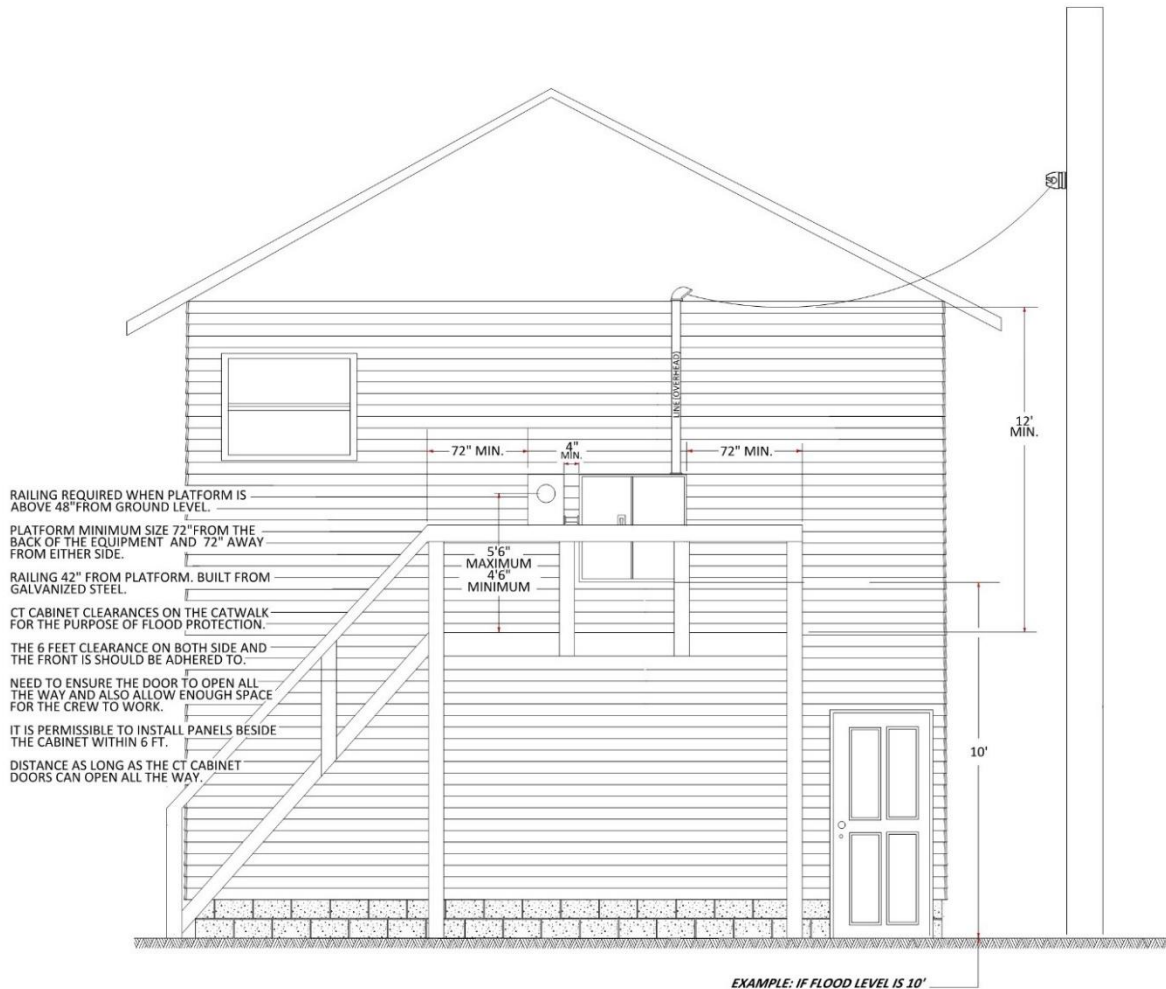 LINE (OVERHEAD)
12'
MIN.
72" MIN.
4"
MIN.
72" MIN.
RAILING REQUIRED WHEN PLATFORM IS
ABOVE 48"FROM GROUND LEVEL.
PLATFORM MINIMUM SIZE 72"FROM THE
BACK OF THE EQUIPMENT AND 72" AWAY
FROM EITHER SIDE.
RAILING 42" FROM PLATFORM. BUILT FROM
GALVANIZED STEEL.
CT CABINET CLEARANCES ON THE CATWALK
FOR THE PURPOSE OF FLOOD PROTECTION.
THE 6 FEET CLEARANCE ON BOTH SIDE AND
THE FRONT IS SHOULD BE ADHERED TO.
NEED TO ENSURE THE DOOR TO OPEN ALL
THE WAY AND ALSO ALLOW ENOUGH SPACE
FOR THE CREW TO WORK.
IT IS PERMISSIBLE TO INSTALL PANELS BESIDE
THE CABINET WITHIN 6 FT.
DISTANCE AS LONG AS THE CT CABINET
DOORS CAN OPEN ALL THE WAY.
5'6"
MAXIMUM
4'6"
MINIMUM
10'
EXAMPLE: IF FLOOD LEVEL IS 10'